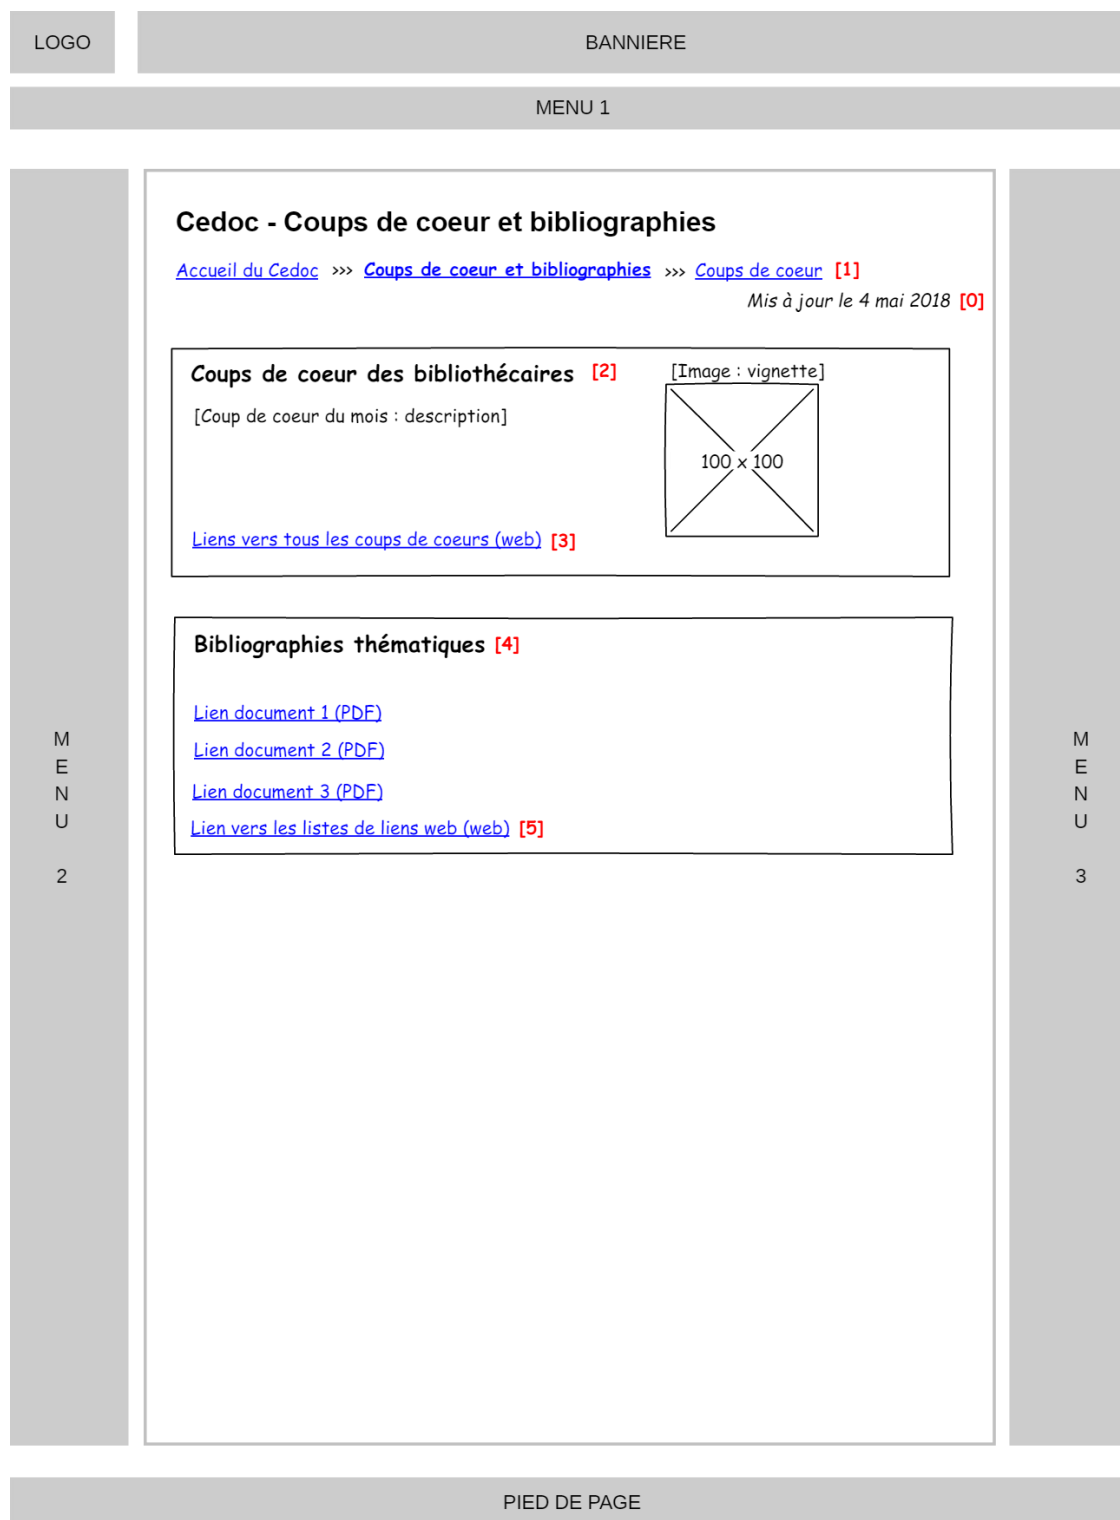 LOGO
BANNIERE
MENU 1
Cedoc - Coups de coeur et bibliographies
Accueil du Cedoc >>> Coups de coeur et bibliographies >>> Coups de coeur [1]
Mis à jour le 4 mai 2018 [0]
Coups de coeur des bibliothécaires [2]
[Image : vignette]
[Coup de coeur du mois : description]
100 x 100
Liens vers tous les coups de coeurs (web) [3]
Bibliographies thématiques [4]
Lien document 1 (PDF)
Lien document 2 (PDF)
Lien document 3 (PDF)
Lien vers les listes de liens web (web) [5]
M
E
N
U
2
M
E
N
U
3
PIED DE PAGE